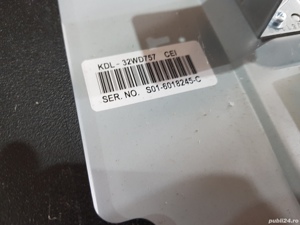 KDL - 32WD757 CEI
SER. NO. S01-6018245-C
publi24.ro